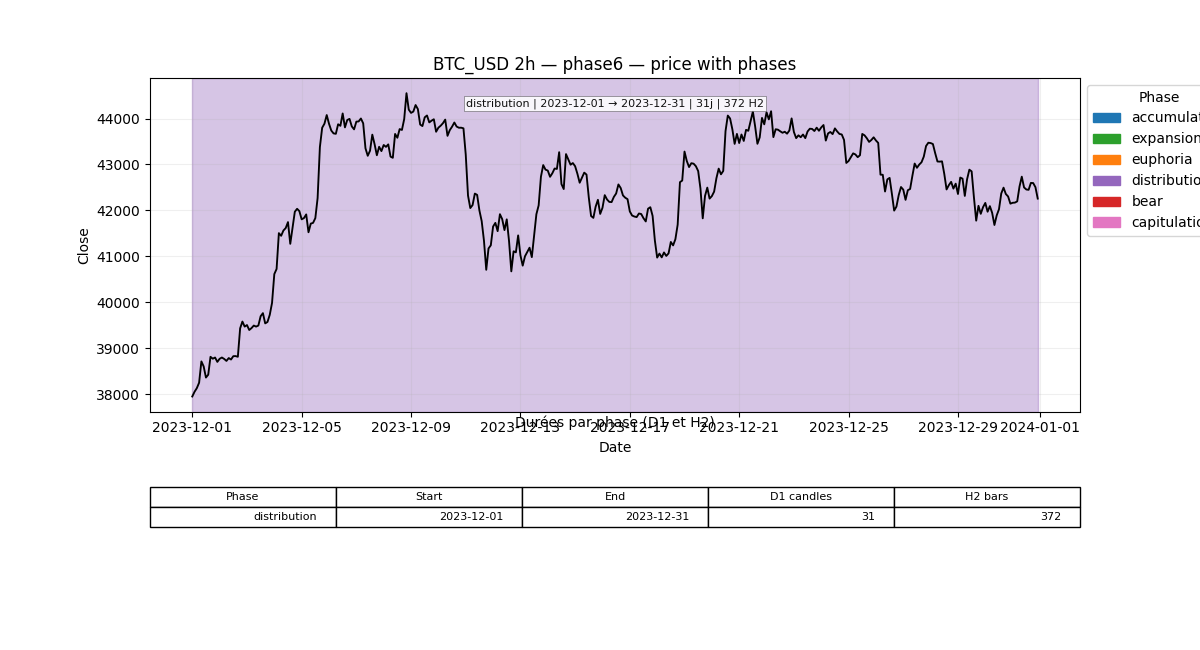 BTC_USD 2h — phase6 — price with phases
distribution | 2023-12-01 → 2023-12-31 | 31j | 372 H2
Phase
accumulat
expansion
euphoria
distributio
bear
capitulatio
Close
44000
43000
42000
41000
40000
39000
38000
Durées par phase (D1 et H2)
2023-12-01 2023-12-05 2023-12-09 2023-12-13 2023-12-17 2023-12-21 2023-12-25 2023-12-29 2024-01-01
Date
Phase Start End D1 candles H2 bars
distribution 2023-12-01 2023-12-31 31 372